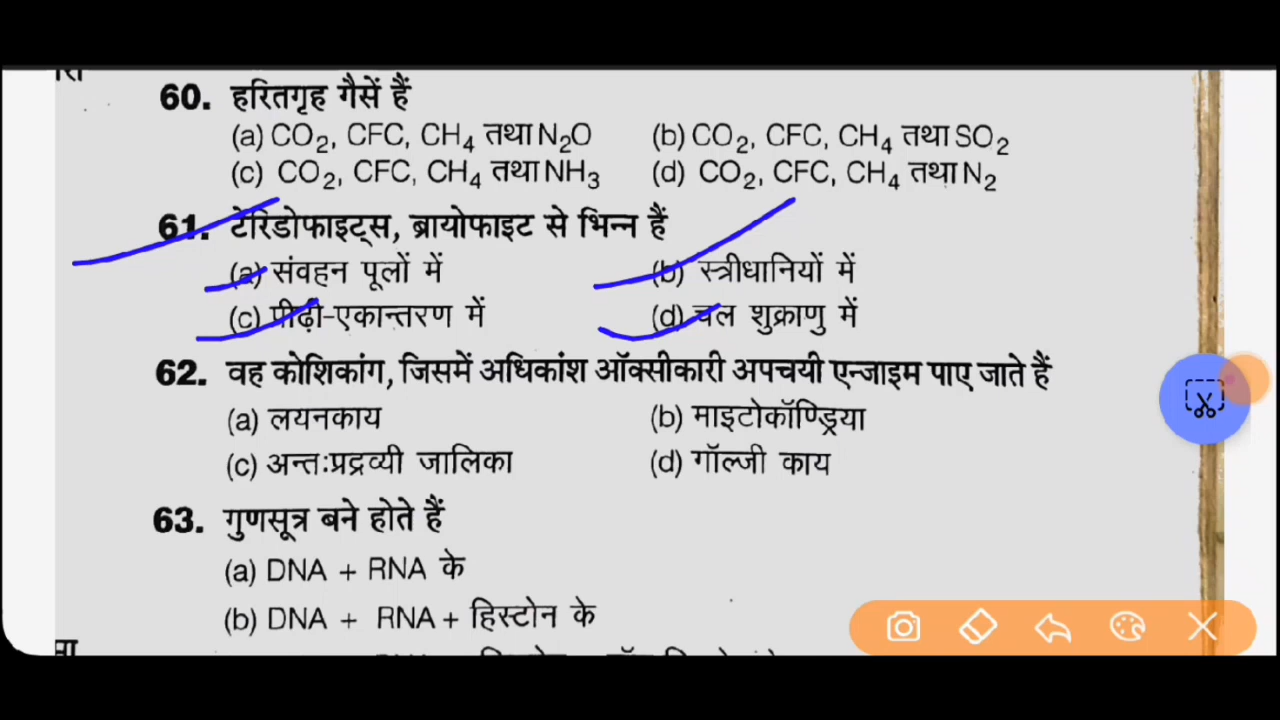 60. हरितगृह गैसें हैं
(a) CO₂, CFC, CH₄ तथा N₂O (b) CO₂, CFC, CH₄ तथा SO₂
(c) CO₂, CFC, CH₄ तथा NH₃ (d) CO₂, CFC, CH₄ तथा N₂
61. टेरिडोफाइट्स, ब्रायोफाइट से भिन्न हैं
(a) संवहन पूलों में (b) स्त्रीधानियों में
(c) पीढ़ी-एकान्तरण में (d) चल शुक्राणु में
62. वह कोशिकांग, जिसमें अधिकांश ऑक्सीकारी अपचयी एन्जाइम पाए जाते हैं
(a) लयनकाय (b) माइटोकॉण्ड्रिया
(c) अन्तःप्रद्रव्यी जालिका (d) गॉल्जी काय
63. गुणसूत्र बने होते हैं
(a) DNA + RNA के
(b) DNA + RNA + हिस्टोन के